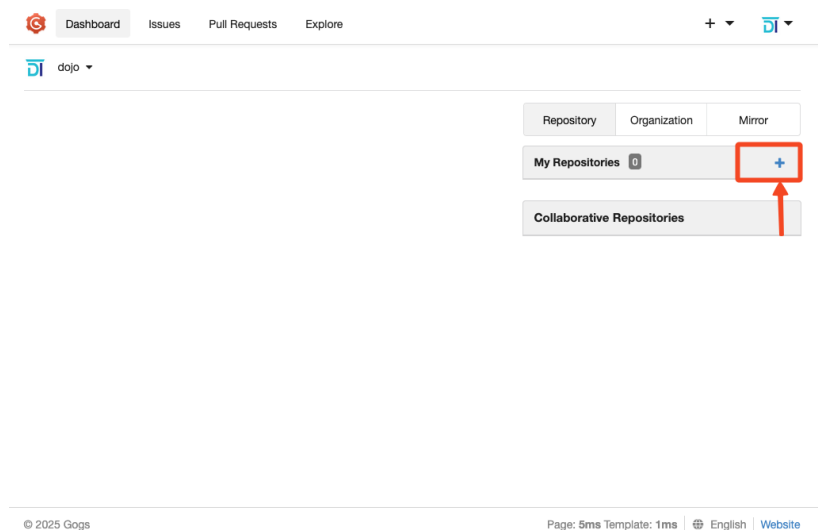 Dashboard Issues Pull Requests Explore
dojo
Repository Organization Mirror
My Repositories 0
Collaborative Repositories
© 2025 Gogs Page: 5ms Template: 1ms English Website